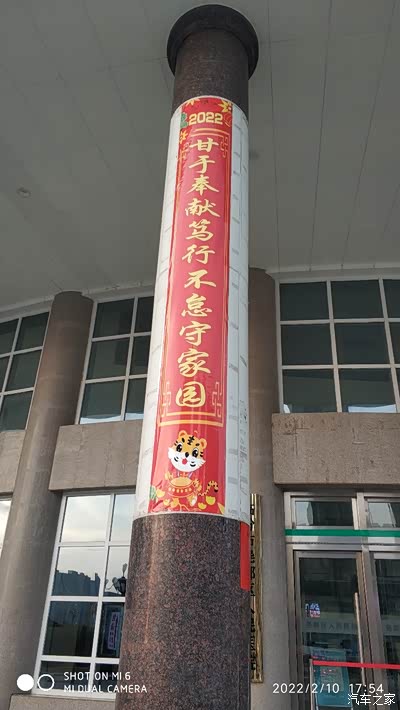 2022
甘于奉献笃行不怠守家园
SHOT ON MI 6
MI DUAL CAMERA
2022/2/10 17:54
汽车之家